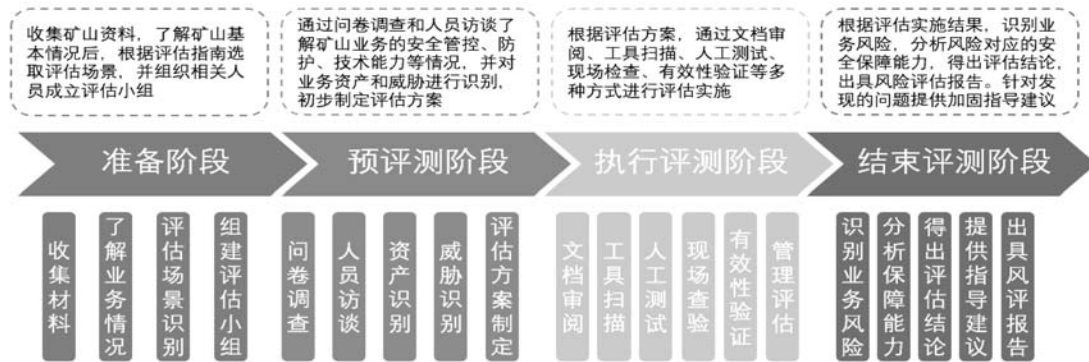 收集矿山资料，了解矿山基
本情况后，根据评估指南选
取评估场景，并组织相关人
员成立评估小组
通过问卷调查和人员访谈了
解矿山业务的安全管控、防
护、技术能力等情况，并对
业务资产和威胁进行识别，
初步制定评估方案
根据评估方案，通过文档审
阅、工具扫描、人工测试、
现场检查、有效性验证等多
种方式进行评估实施
根据评估实施结果，识别业
务风险，分析风险对应的安
全保障能力，得出评估结论，
出具风险评估报告。针对发
现的问题提供加固指导建议
准备阶段
预评测阶段
执行评测阶段
结束评测阶段
收集材料
了解业务情况
评估场景识别
组建评估小组
问卷调查
人员访谈
资产识别
威胁识别
评估方案制定
文档审阅
工具扫描
人工测试
现场查验
有效性验证
管理评估
识别业务风险
分析保障能力
得出评估结论
提供指导建议
出具风评报告